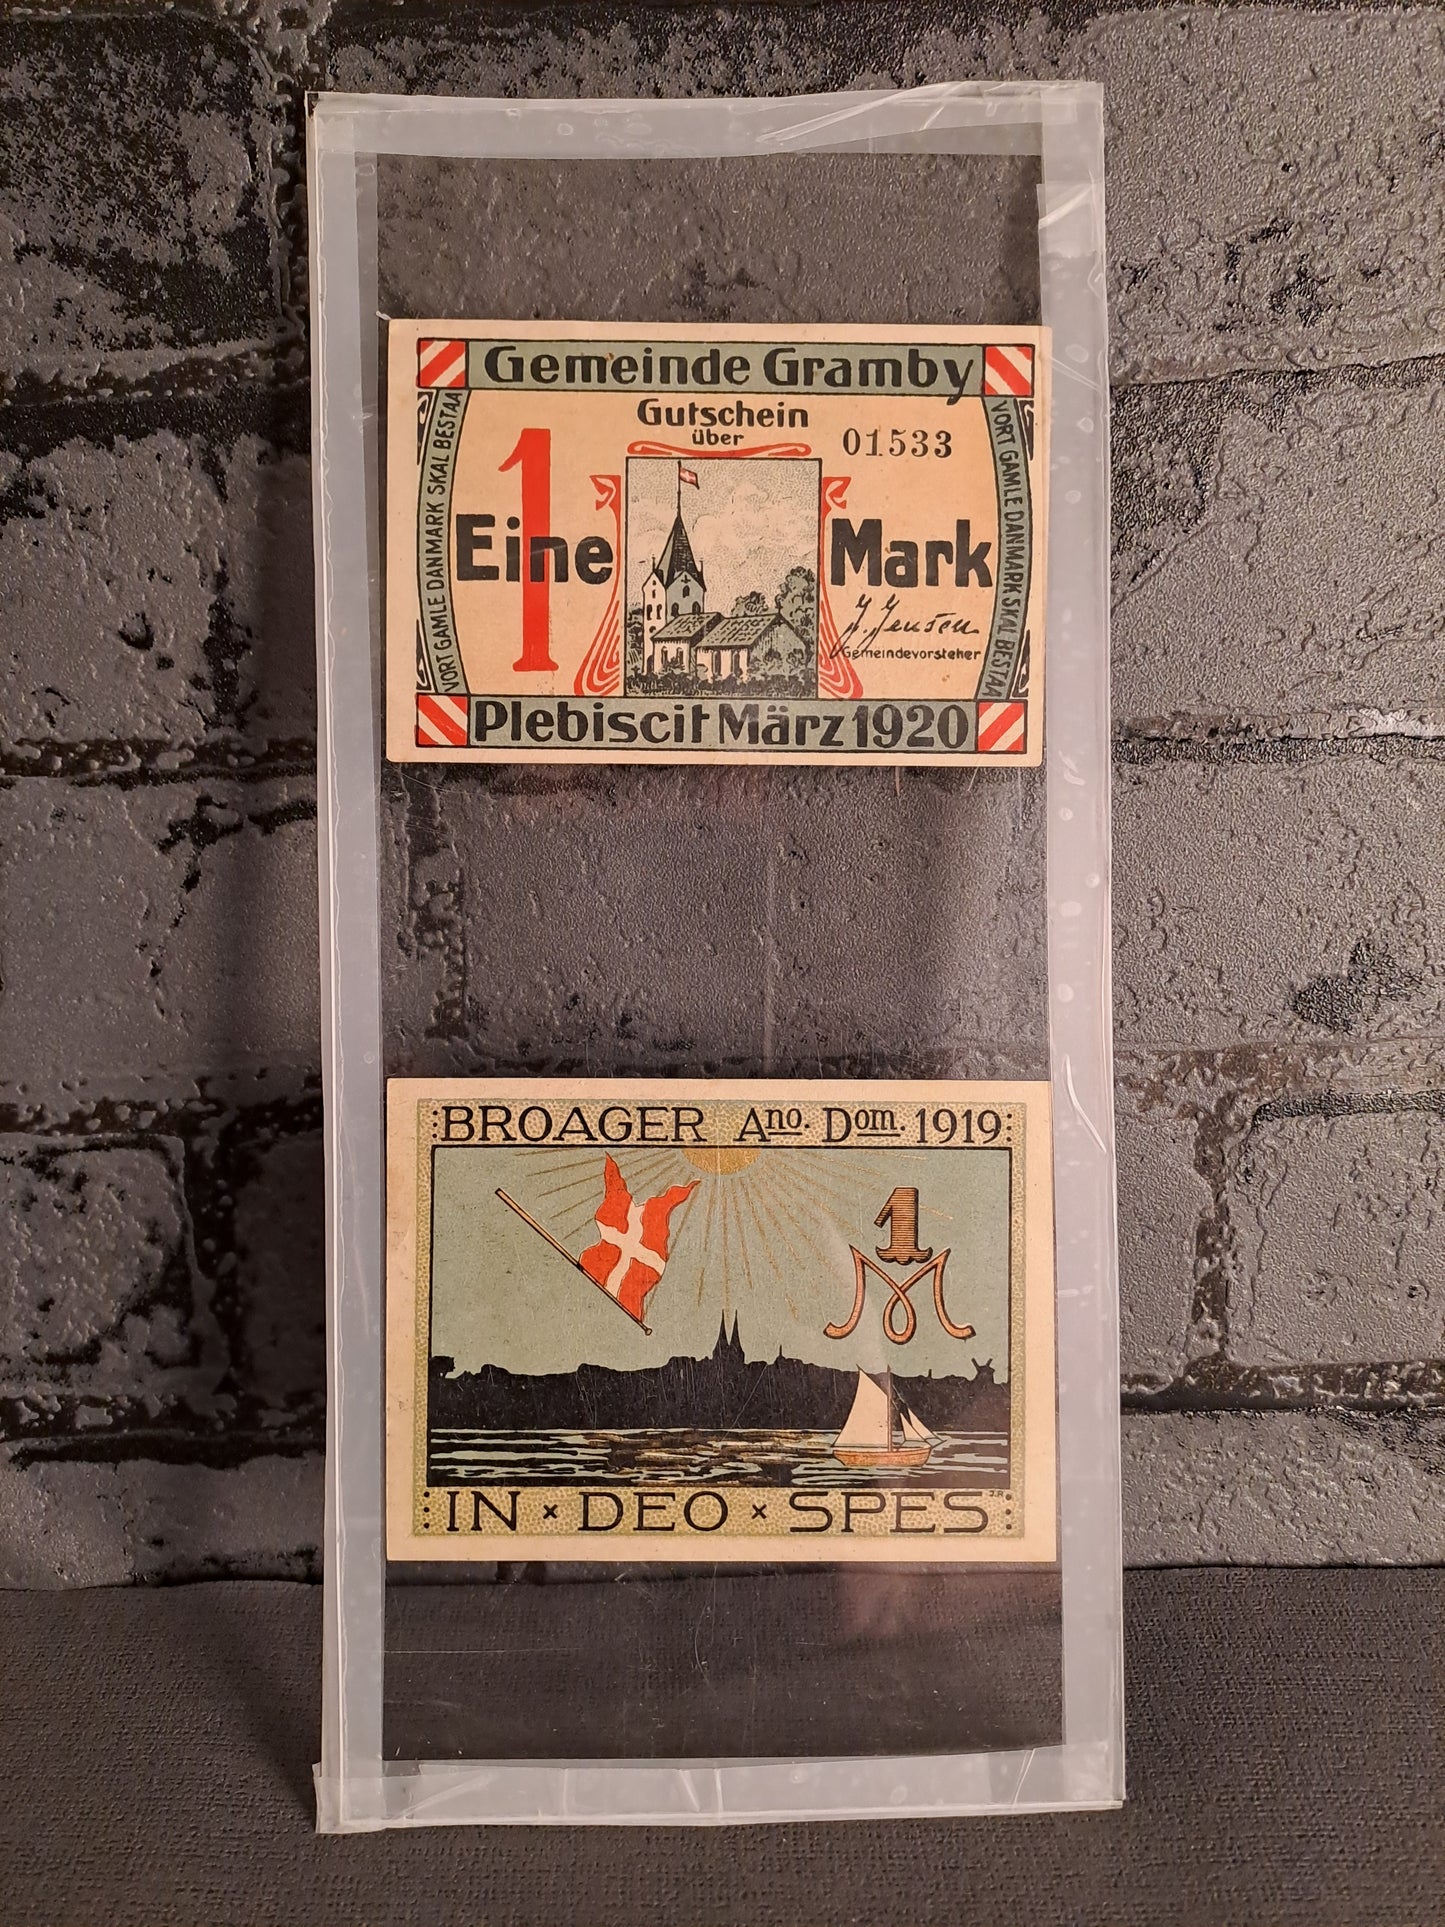 Gemeinde Gramby
Gutschein
über
01533
VORT GAMLE DANMARK SKAL BESTAA
1
Eine Mark
J. Jensen
Gemeindevorsteher
VORT GAMLE DANMARK SKAL BESTAA
Plebiscit März 1920
:BROAGER Ano. Dom. 1919:
1
M
IN × DEO × SPES
J.R.